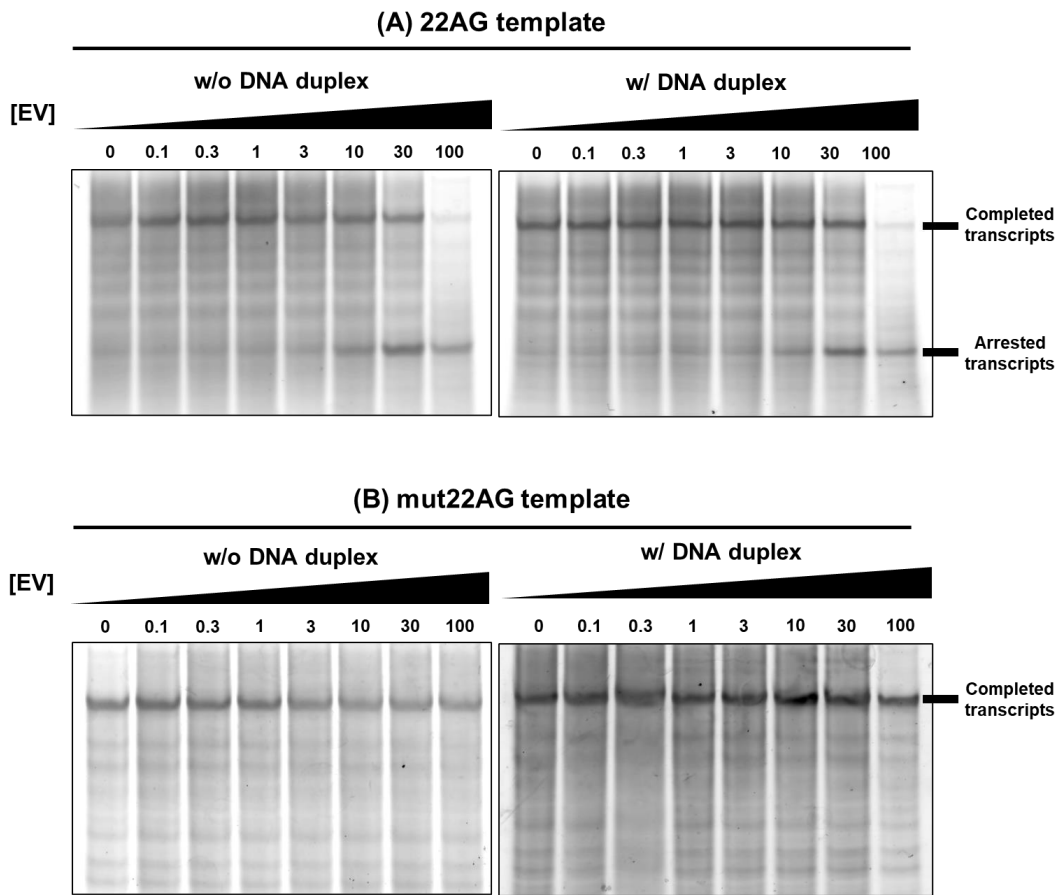 (A) 22AG template
w/o DNA duplex
w/ DNA duplex
[EV]
0 0.1 0.3 1 3 10 30 100
0 0.1 0.3 1 3 10 30 100
Completed
transcripts
Arrested
transcripts
(B) mut22AG template
w/o DNA duplex
w/ DNA duplex
[EV]
0 0.1 0.3 1 3 10 30 100
0 0.1 0.3 1 3 10 30 100
Completed
transcripts